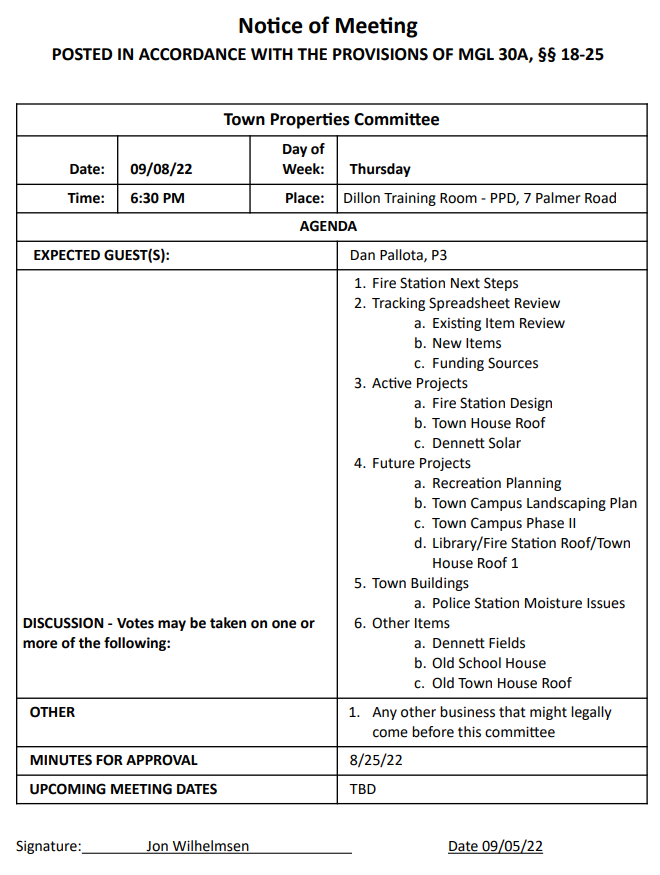 Notice of Meeting
POSTED IN ACCORDANCE WITH THE PROVISIONS OF MGL 30A, §§ 18-25
Town Properties Committee
Date: 09/08/22 Day of Week: Thursday
Time: 6:30 PM Place: Dillon Training Room - PPD, 7 Palmer Road
AGENDA
EXPECTED GUEST(S): Dan Pallota, P3
DISCUSSION - Votes may be taken on one or
more of the following:
1. Fire Station Next Steps
2. Tracking Spreadsheet Review
a. Existing Item Review
b. New Items
c. Funding Sources
3. Active Projects
a. Fire Station Design
b. Town House Roof
c. Dennett Solar
4. Future Projects
a. Recreation Planning
b. Town Campus Landscaping Plan
c. Town Campus Phase II
d. Library/Fire Station Roof/Town
House Roof 1
5. Town Buildings
a. Police Station Moisture Issues
6. Other Items
a. Dennett Fields
b. Old School House
c. Old Town House Roof
OTHER 1. Any other business that might legally
come before this committee
MINUTES FOR APPROVAL 8/25/22
UPCOMING MEETING DATES TBD
Signature: Jon Wilhelmsen Date 09/05/22